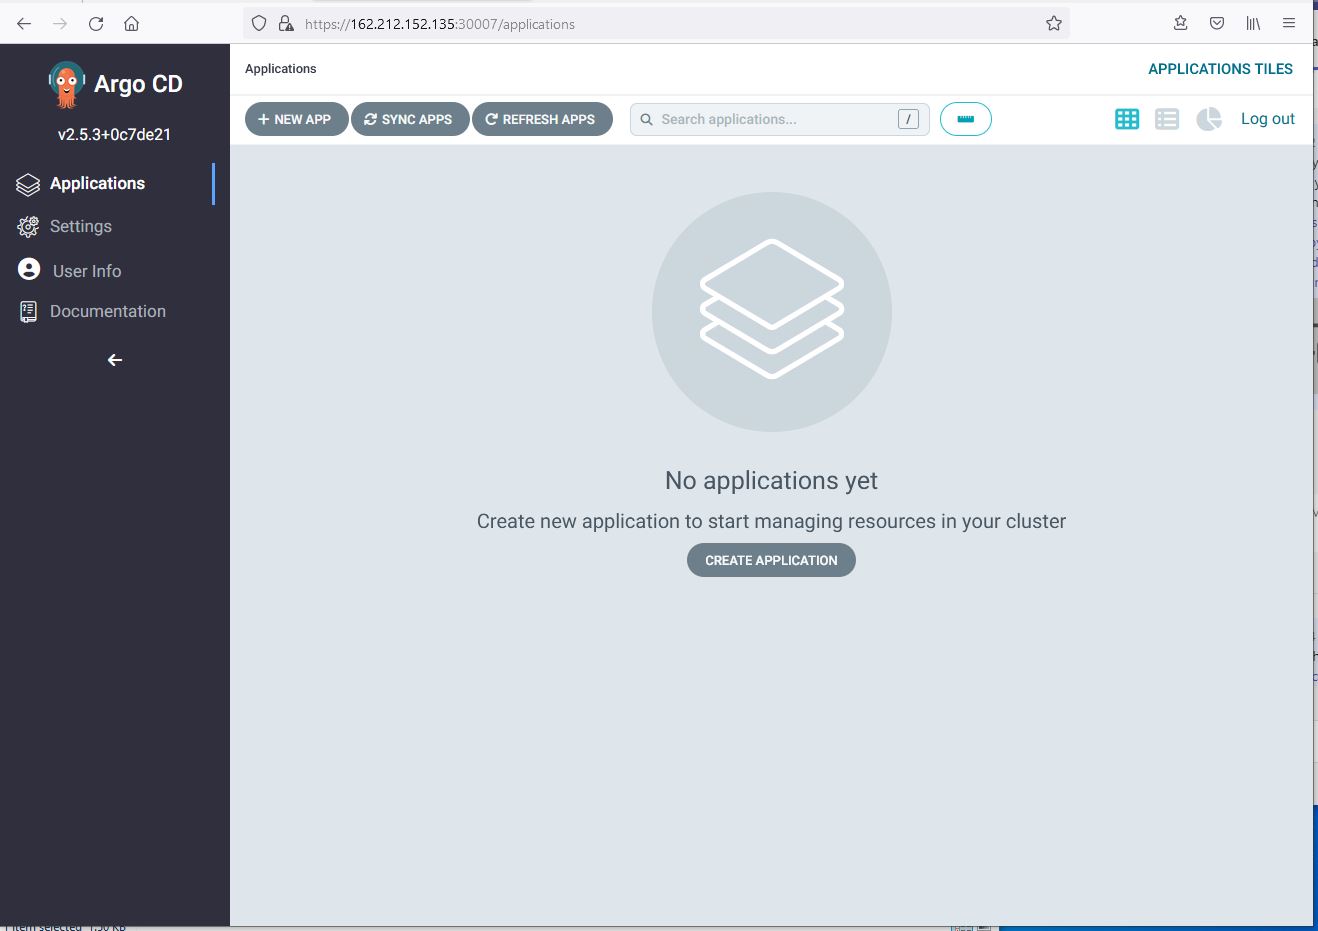 https://162.212.152.135:30007/applications
Argo CD
v2.5.3+0c7de21
Applications
Settings
User Info
Documentation
Applications
APPLICATIONS TILES
NEW APP
SYNC APPS
REFRESH APPS
Search applications...
/
Log out
No applications yet
Create new application to start managing resources in your cluster
CREATE APPLICATION